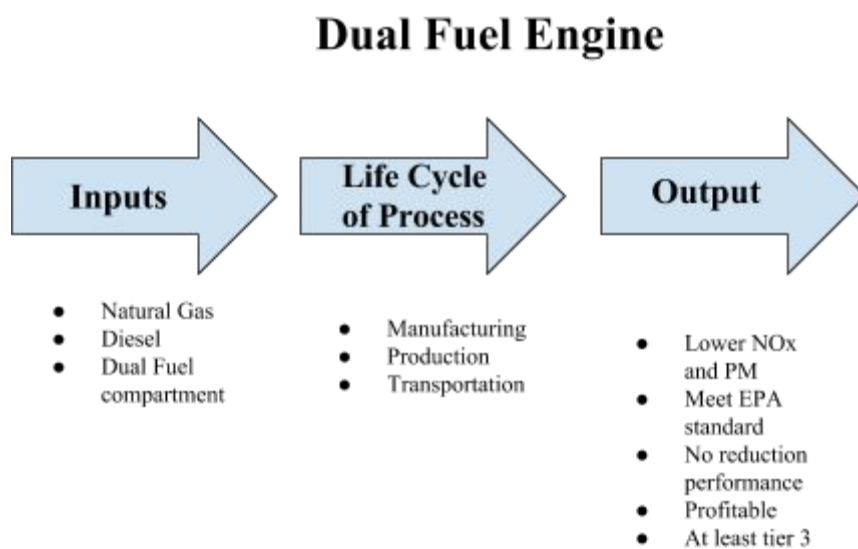 Dual Fuel Engine
Inputs
Life Cycle
of Process
Output
● Natural Gas
● Diesel
● Dual Fuel
compartment
● Manufacturing
● Production
● Transportation
● Lower NOx
and PM
● Meet EPA
standard
● No reduction
performance
● Profitable
● At least tier 3